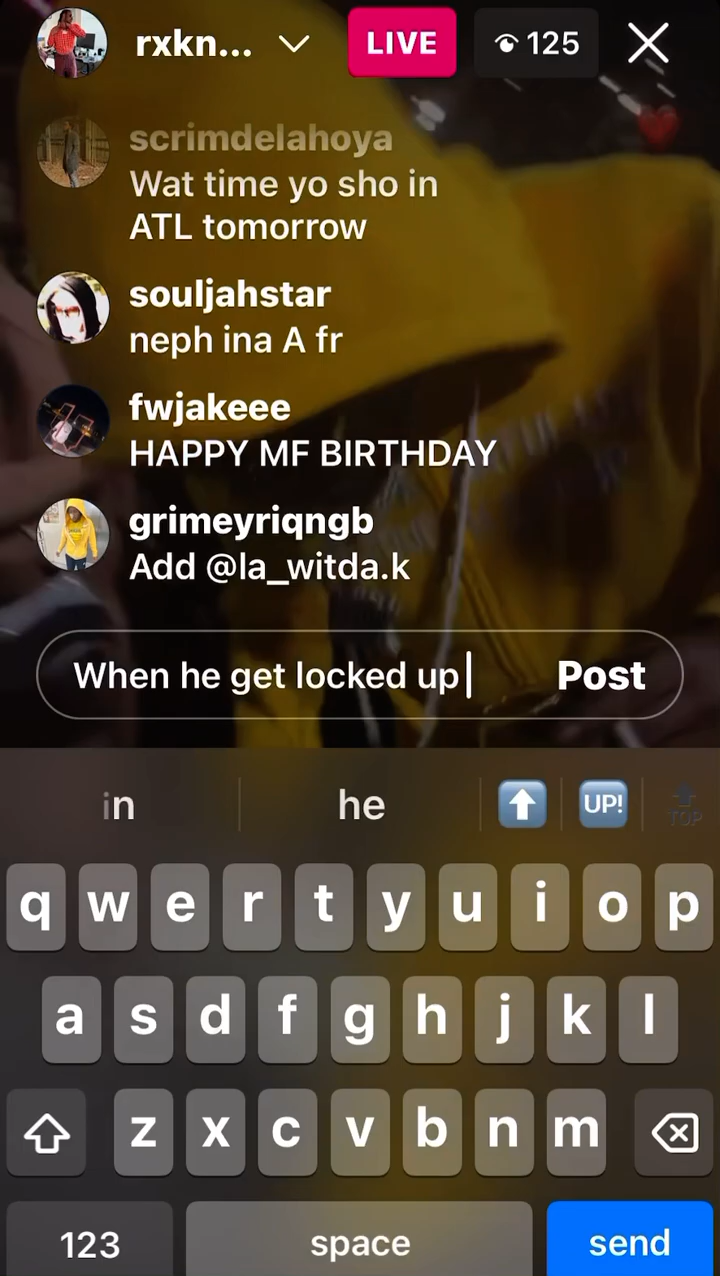 rxkn...
LIVE
125
scrimdelahoya
Wat time yo sho in
ATL tomorrow
souljahstar
neph ina A fr
fwjakeee
HAPPY MF BIRTHDAY
grimeyriqngb
Add @la_witda.k
When he get locked up
Post
in
he
UP!
TOP
q w e r t y u i o p
a s d f g h j k l
z x c v b n m
123
space
send